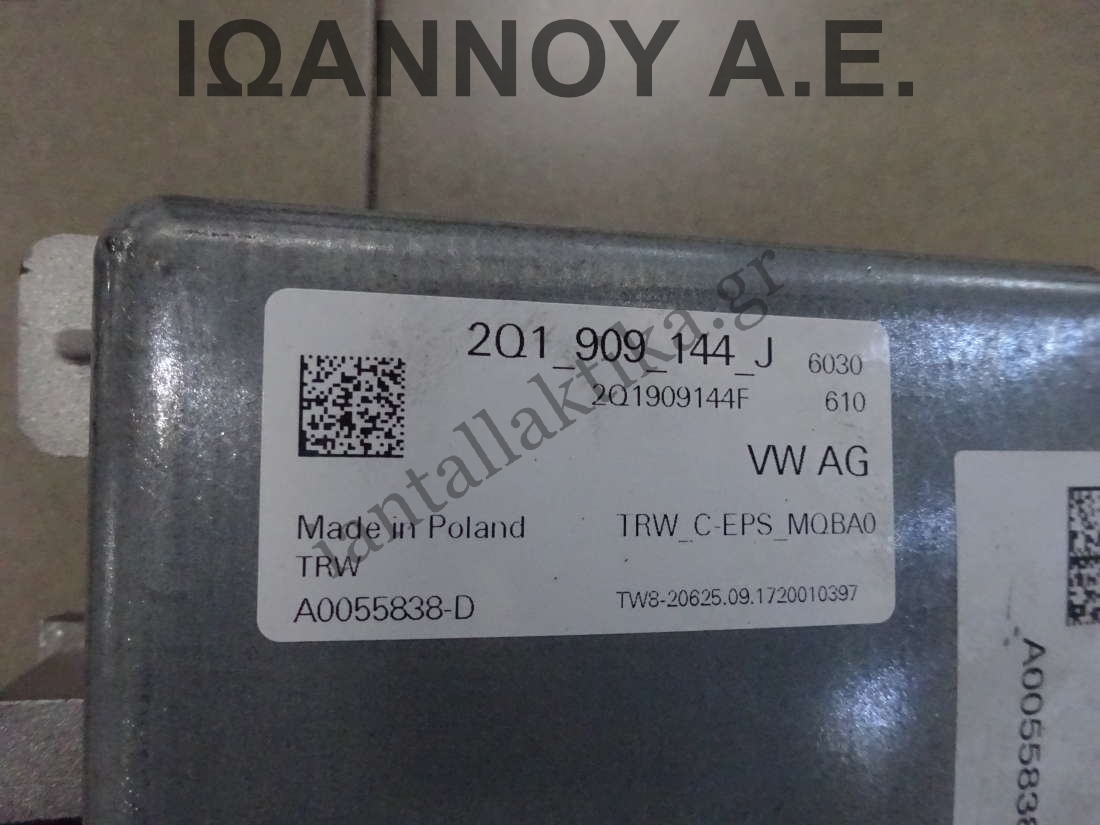 ΙΩΑΝΝΟΥ Α.Ε.
2Q1_909_144_J 6030
2Q1909144F 610
VW AG
Made in Poland TRW_C-EPS_MQBA0
TRW
A0055838-D TW8-20625.09.1720010397
iantallaktika.gr
A0055838